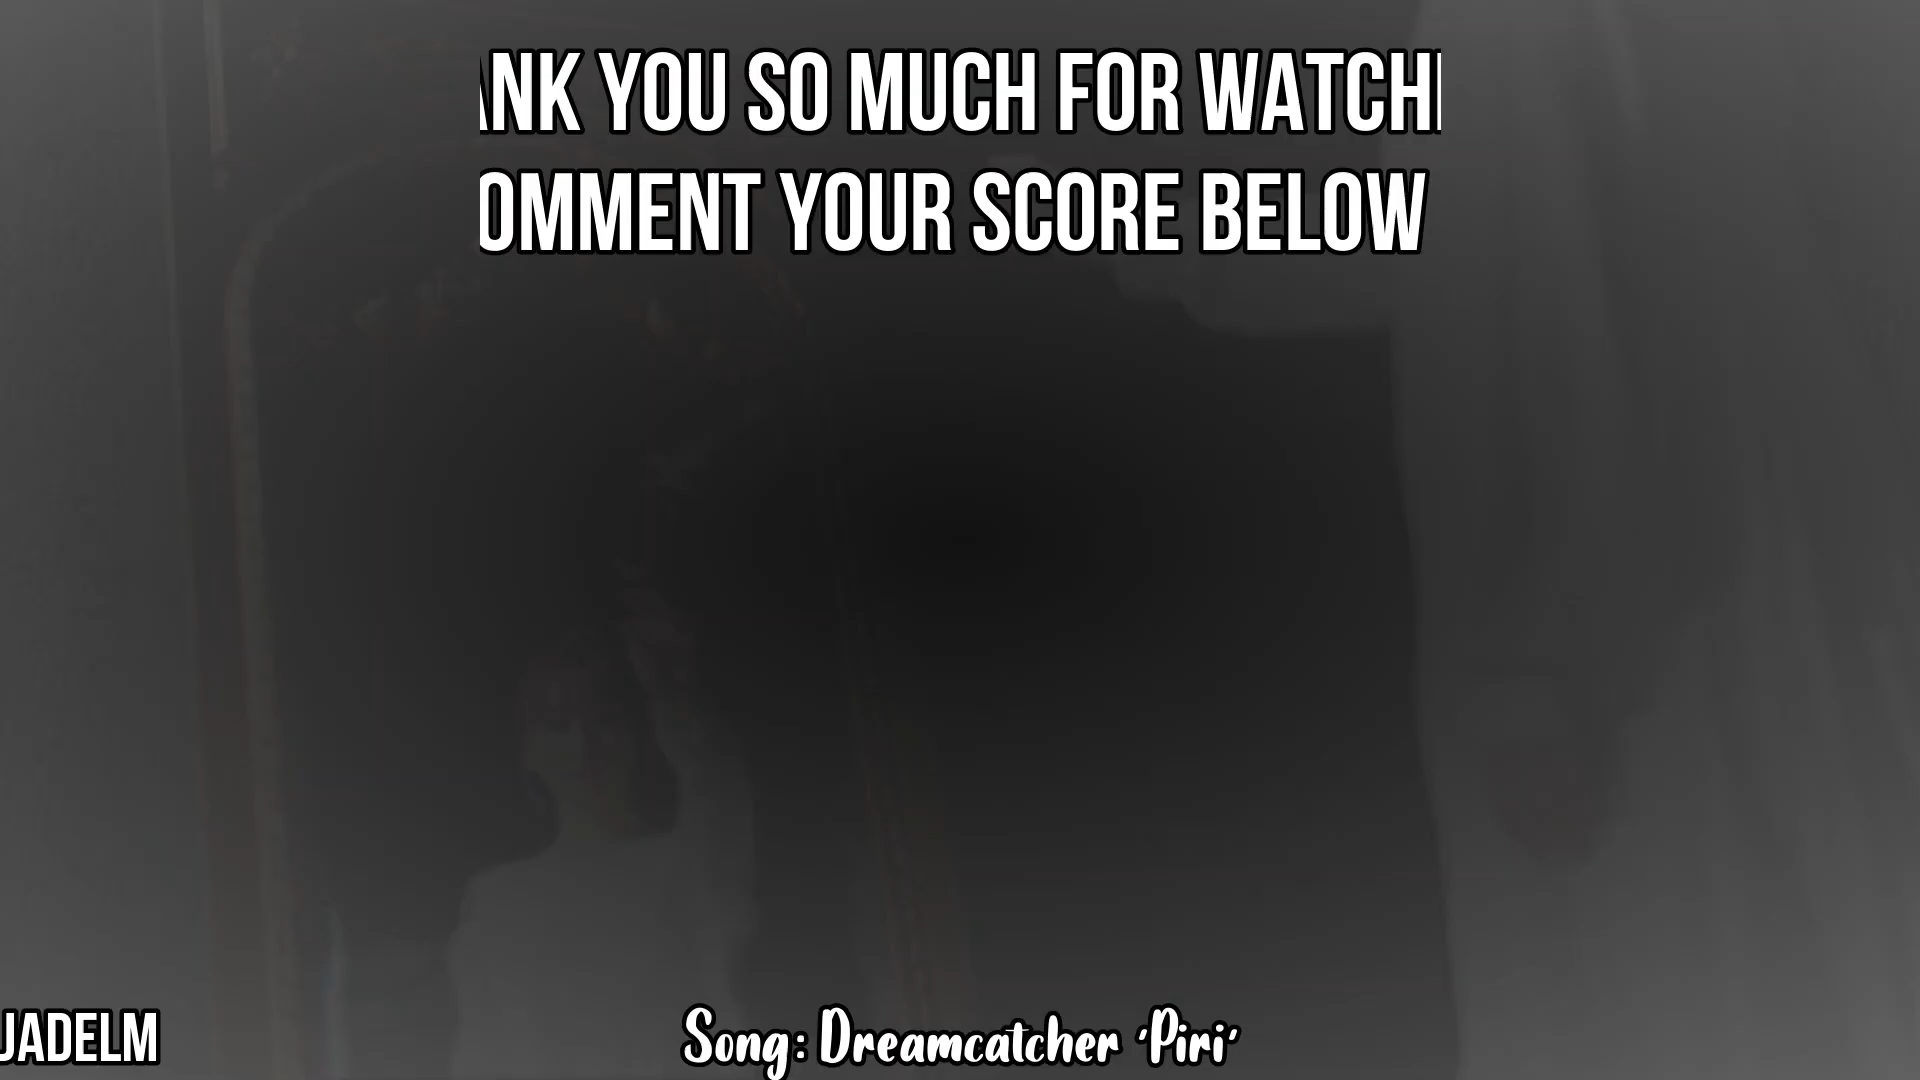 ANK YOU SO MUCH FOR WATCHI
OMMENT YOUR SCORE BELOW
JADELM
Song: Dreamcatcher 'Piri'